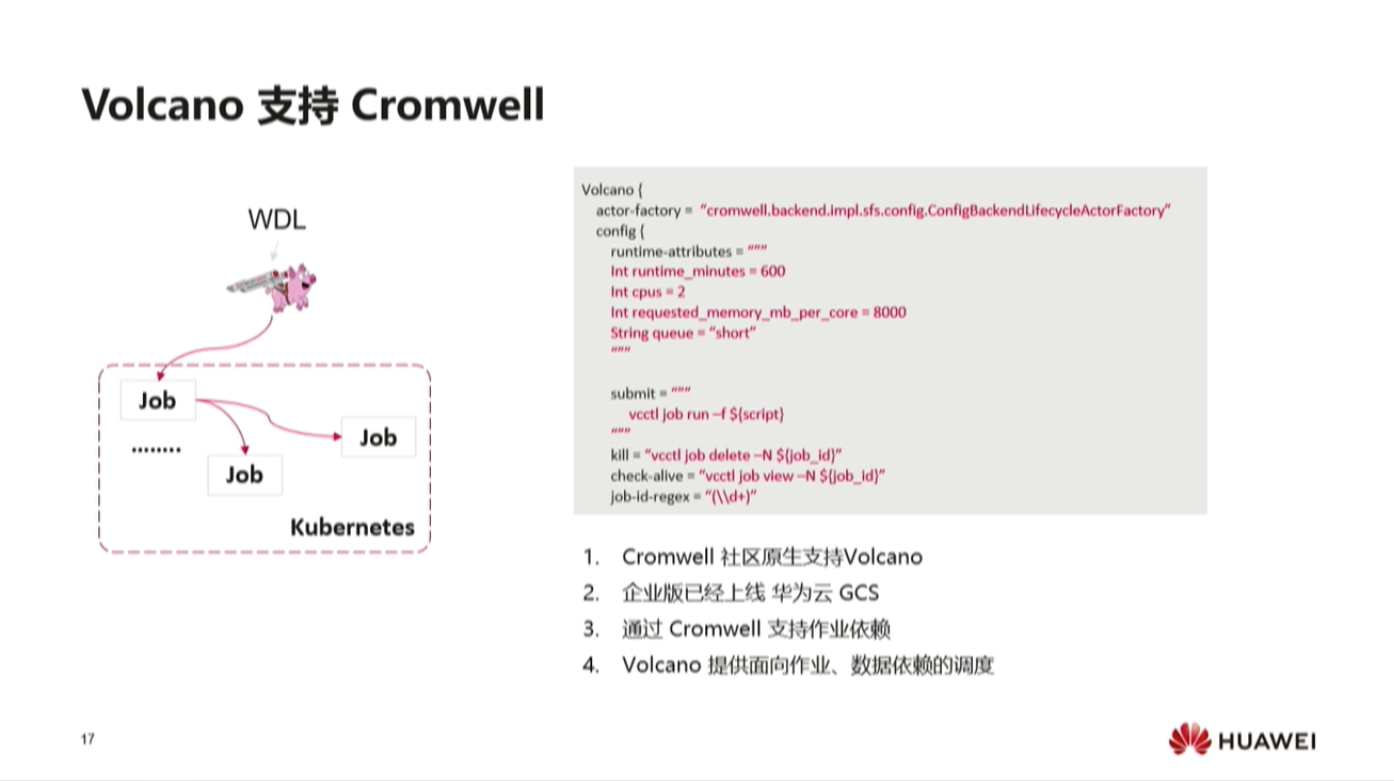 Volcano 支持 Cromwell
WDL
Job
........
Job
Job
Kubernetes
Volcano {
actor-factory = “cromwell.backend.impl.sfs.config.ConfigBackendLifecycleActorFactory”
config {
runtime-attributes = “””
Int runtime_minutes = 600
Int cpus = 2
Int requested_memory_mb_per_core = 8000
String queue = “short”
“””
submit = “””
vcctl job run –f ${script}
“””
kill = “vcctl job delete –N ${job_id}”
check-alive = “vcctl job view –N ${job_id}”
job-id-regex = “(\\d+)”
1. Cromwell 社区原生支持Volcano
2. 企业版已经上线 华为云 GCS
3. 通过 Cromwell 支持作业依赖
4. Volcano 提供面向作业、数据依赖的调度
17
HUAWEI